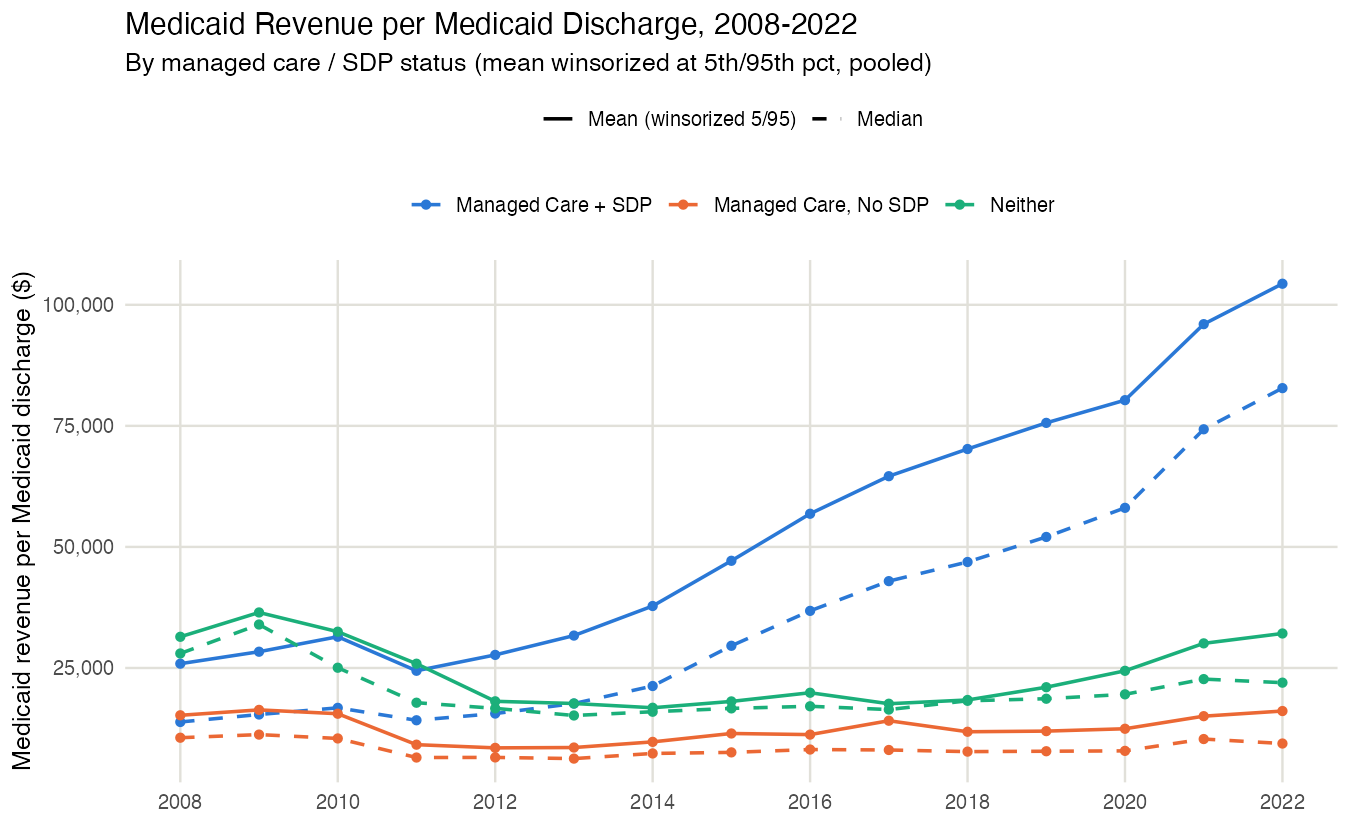 Medicaid Revenue per Medicaid Discharge, 2008-2022
By managed care / SDP status (mean winsorized at 5th/95th pct, pooled)
Mean (winsorized 5/95) Median
Managed Care + SDP Managed Care, No SDP Neither
Medicaid revenue per Medicaid discharge ($)
100,000
75,000
50,000
25,000
2008 2010 2012 2014 2016 2018 2020 2022